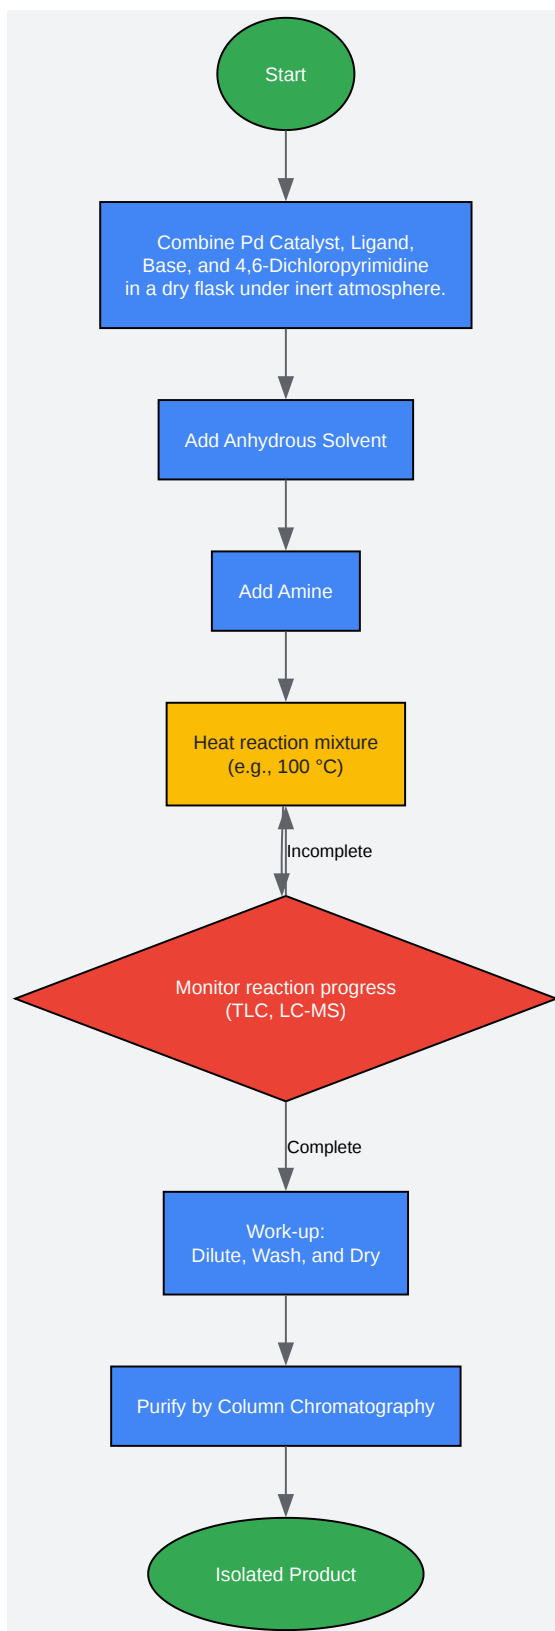 Start
Combine Pd Catalyst, Ligand,
Base, and 4,6-Dichloropyrimidine
in a dry flask under inert atmosphere.
Add Anhydrous Solvent
Add Amine
Heat reaction mixture
(e.g., 100 °C)
Incomplete
Monitor reaction progress
(TLC, LC-MS)
Complete
Work-up:
Dilute, Wash, and Dry
Purify by Column Chromatography
Isolated Product